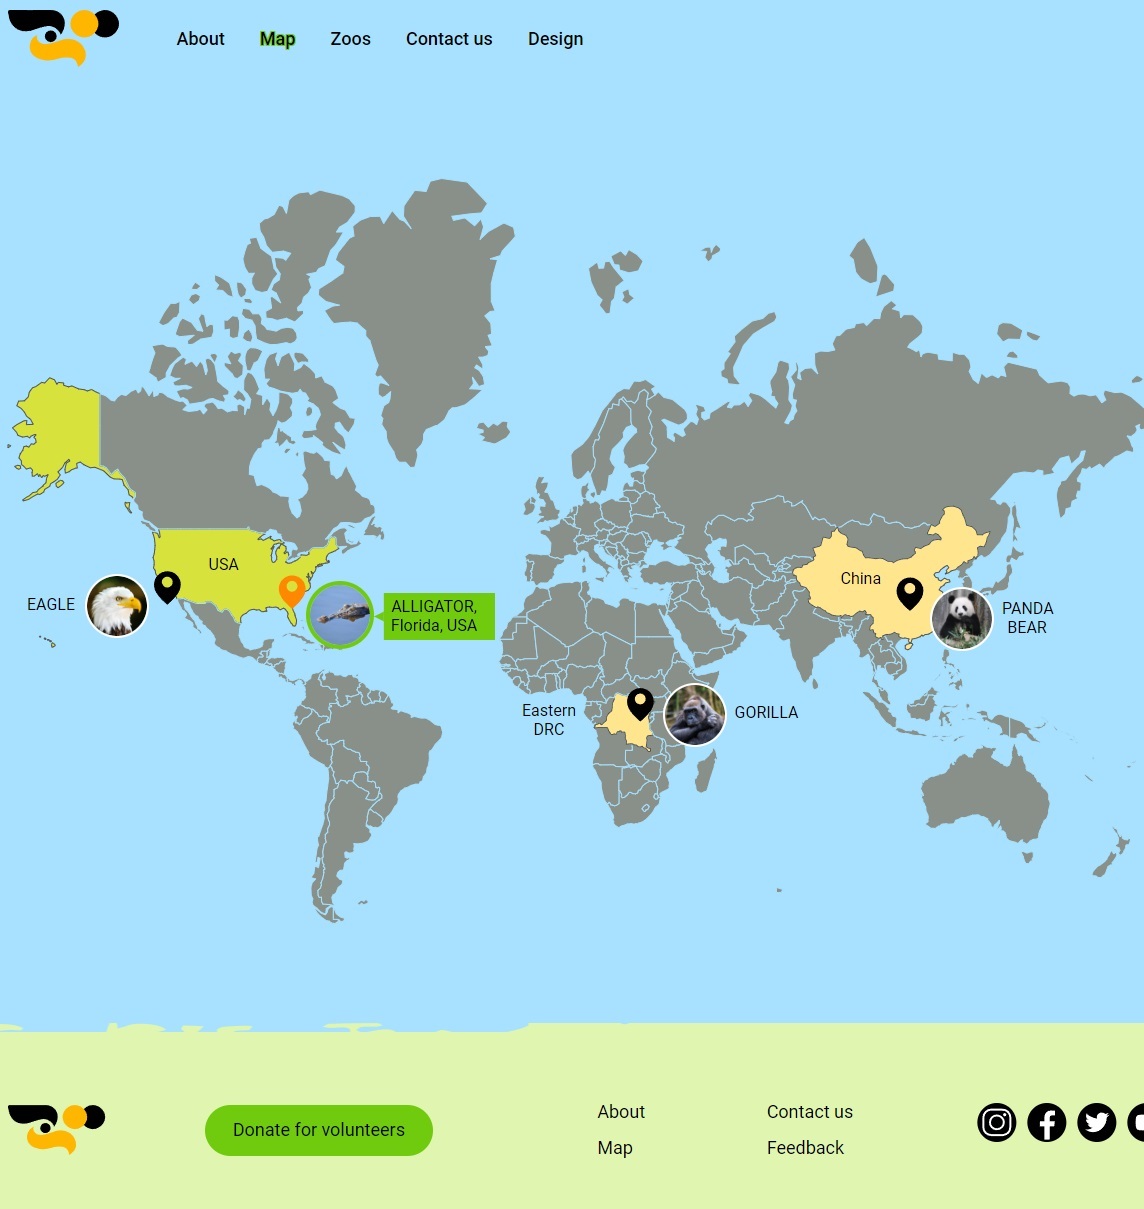 About
Map
Zoos
Contact us
Design
USA
EAGLE
ALLIGATOR,
Florida, USA
China
PANDA
BEAR
Eastern
DRC
GORILLA
Donate for volunteers
About
Map
Contact us
Feedback